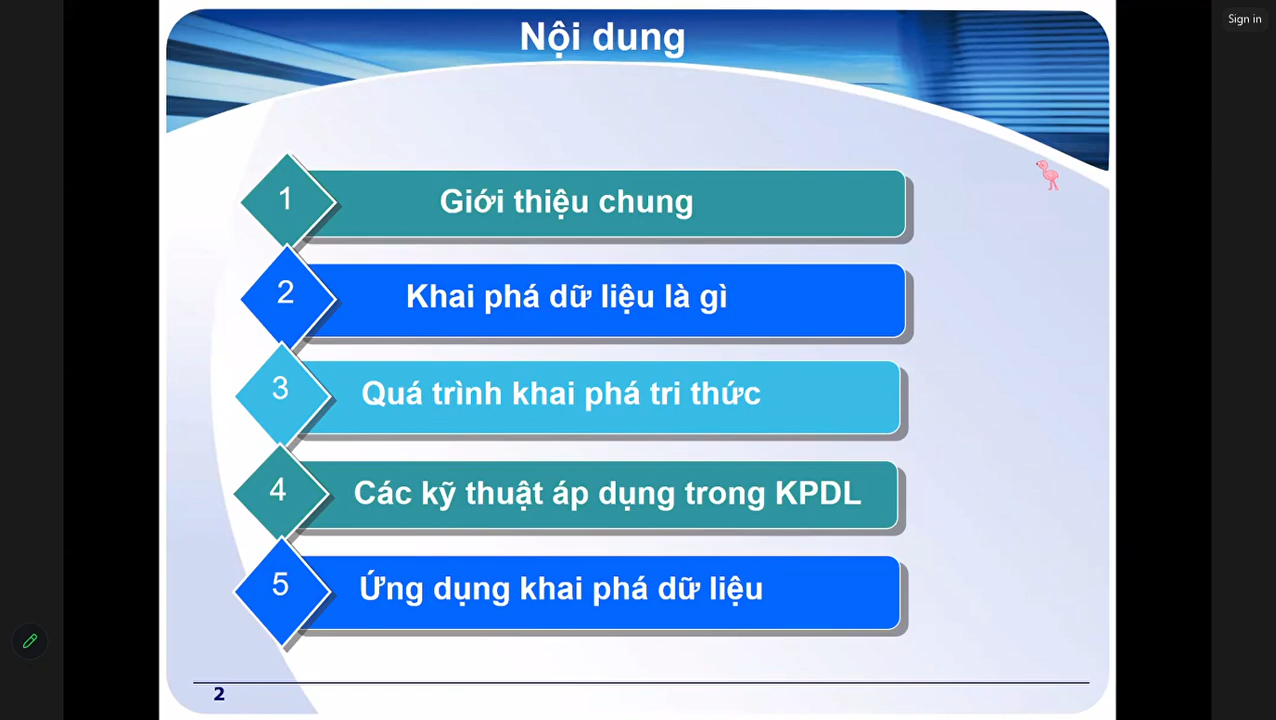 Nội dung
Sign in
1 Giới thiệu chung
2 Khai phá dữ liệu là gì
3 Quá trình khai phá tri thức
4 Các kỹ thuật áp dụng trong KPDL
5 Ứng dụng khai phá dữ liệu
2